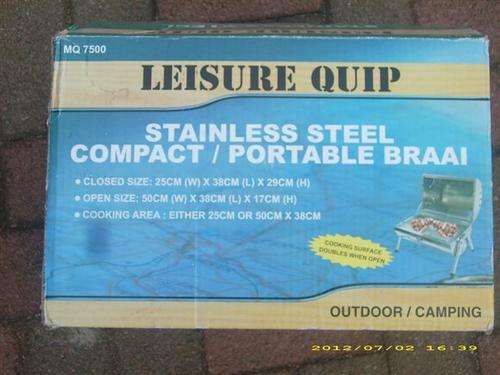 MQ 7500
LEISURE QUIP
STAINLESS STEEL
COMPACT / PORTABLE BRAAI
• CLOSED SIZE: 25CM (W) X 38CM (L) X 29CM (H)
• OPEN SIZE: 50CM (W) X 38CM (L) X 17CM (H)
• COOKING AREA : EITHER 25CM OR 50CM X 38CM
COOKING SURFACE
DOUBLES WHEN OPEN
OUTDOOR / CAMPING
2012/07/02 16:39